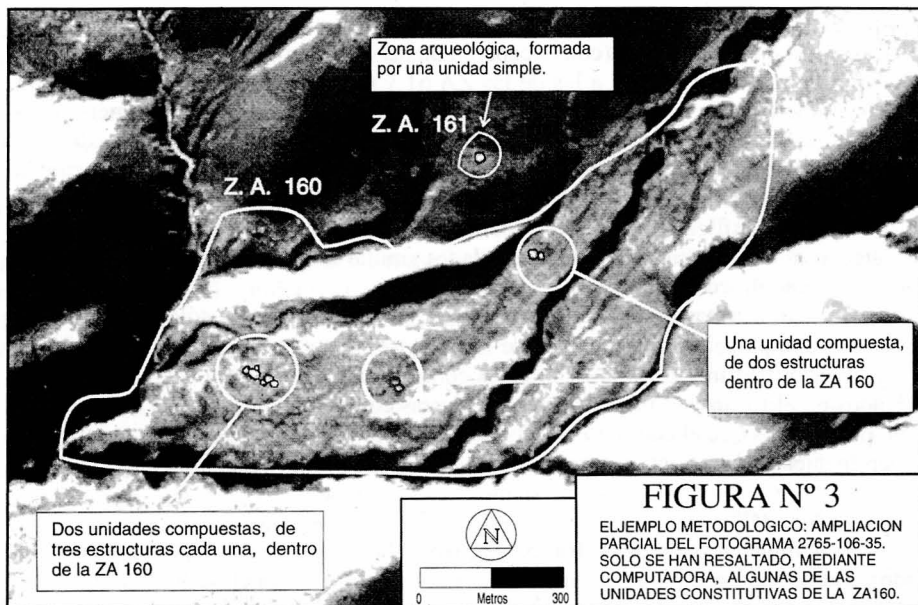 Zona arqueológica, formada
por una unidad simple.
Z. A. 161
Z. A. 160
Una unidad compuesta,
de dos estructuras
dentro de la ZA 160
Dos unidades compuestas, de
tres estructuras cada una, dentro
de la ZA 160
N
0 Metros 300
FIGURA Nº 3
ELJEMPLO METODOLOGICO: AMPLIACION
PARCIAL DEL FOTOGRAMA 2765-106-35.
SOLO SE HAN RESALTADO, MEDIANTE
COMPUTADORA, ALGUNAS DE LAS
UNIDADES CONSTITUTIVAS DE LA ZA160.